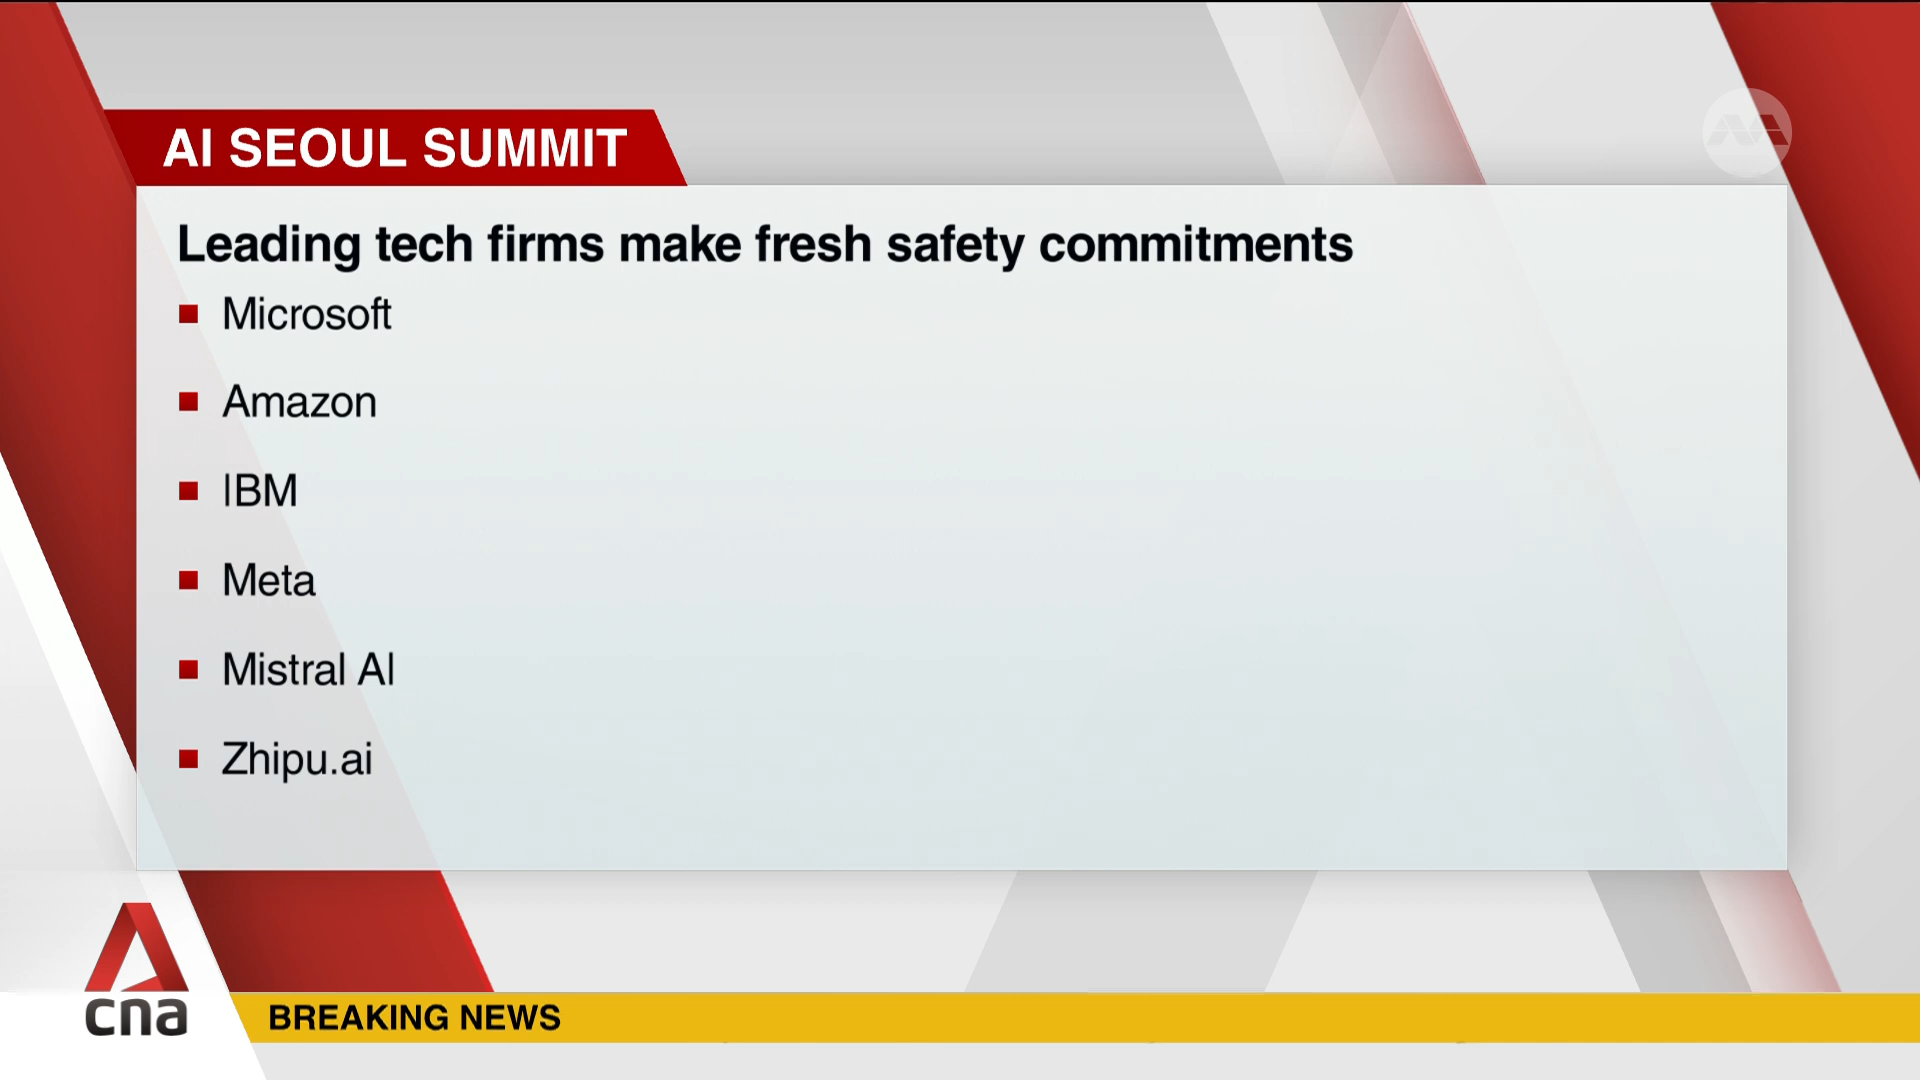 AI SEOUL SUMMIT
Leading tech firms make fresh safety commitments
Microsoft
Amazon
IBM
Meta
Mistral AI
Zhipu.ai
cna
BREAKING NEWS